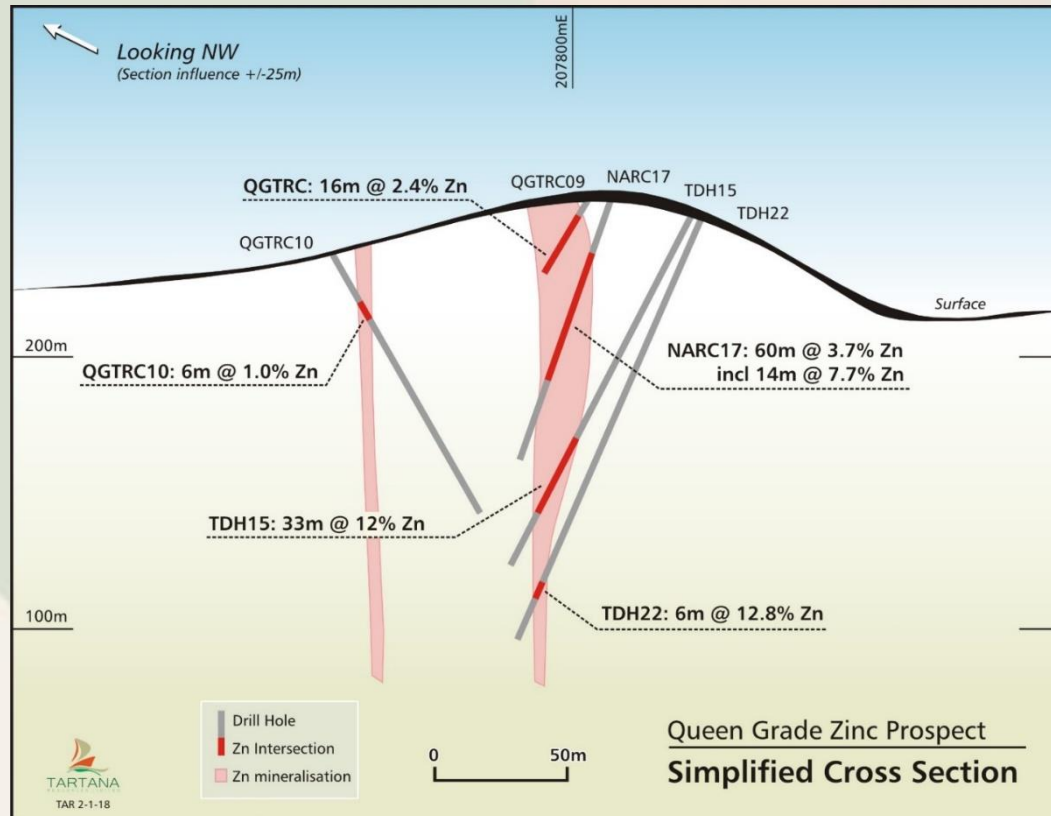 Looking NW
(Section influence +/-25m)
207800mE
QGTRC: 16m @ 2.4% Zn
QGTRC09
NARC17
TDH15
TDH22
QGTRC10
Surface
200m
QGTRC10: 6m @ 1.0% Zn
NARC17: 60m @ 3.7% Zn
incl 14m @ 7.7% Zn
TDH15: 33m @ 12% Zn
100m
TDH22: 6m @ 12.8% Zn
Drill Hole
Zn Intersection
Zn mineralisation
0
50m
Queen Grade Zinc Prospect
Simplified Cross Section
TARTANA
TAR 2-1-18